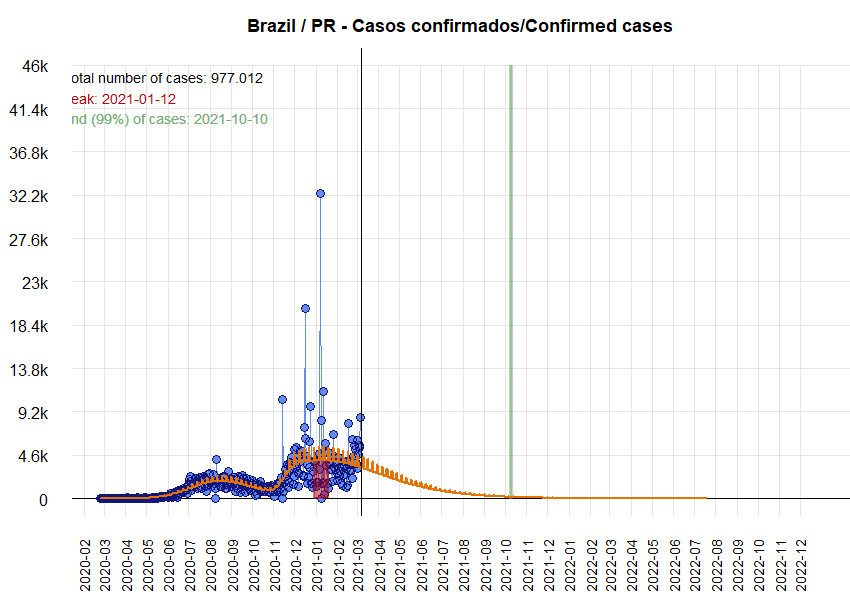 Brazil / PR - Casos confirmados/Confirmed cases
46k
41.4k
36.8k
32.2k
27.6k
23k
18.4k
13.8k
9.2k
4.6k
0
otal number of cases: 977.012
eak: 2021-01-12
nd (99%) of cases: 2021-10-10
2020-02
2020-03
2020-04
2020-05
2020-06
2020-07
2020-08
2020-09
2020-10
2020-11
2020-12
2021-01
2021-03
2021-04
2021-05
2021-06
2021-07
2021-08
2021-09
2021-10
2021-11
2021-12
2022-01
2022-02
2022-03
2022-04
2022-05
2022-06
2022-07
2022-08
2022-09
2022-10
2022-11
2022-12